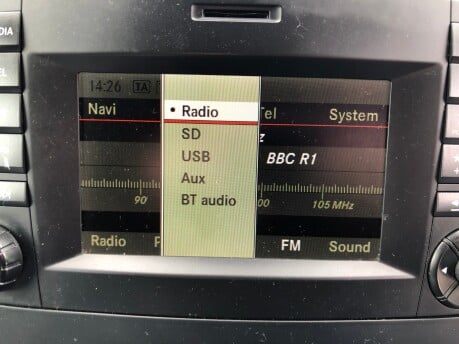 DIA
14:26 TA
Navi • Radio Tel System
SD
USB BBC R1
Aux
90 105 MHz
BT audio
Radio FM Sound